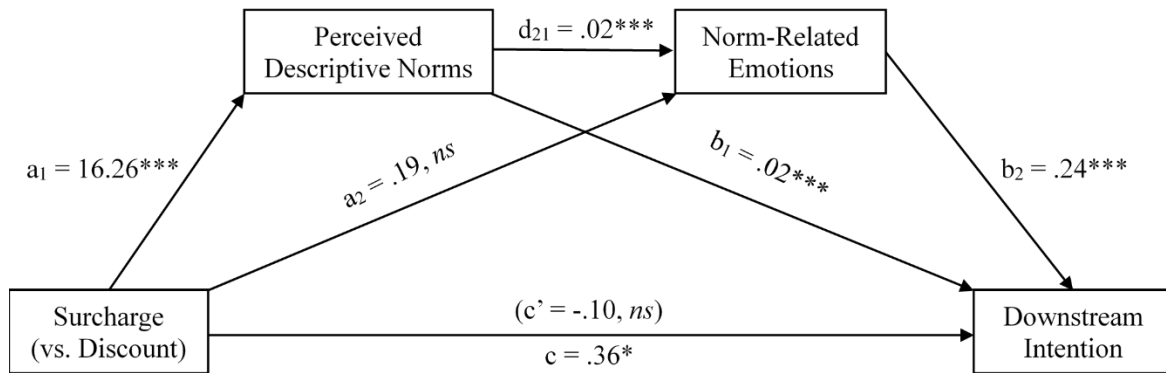 Perceived
Descriptive Norms
d21 = .02***
Norm-Related
Emotions
a1 = 16.26***
a2 = .19, ns
b1 = .02***
b2 = .24***
Surcharge
(vs. Discount)
(c’ = -.10, ns)
c = .36*
Downstream
Intention